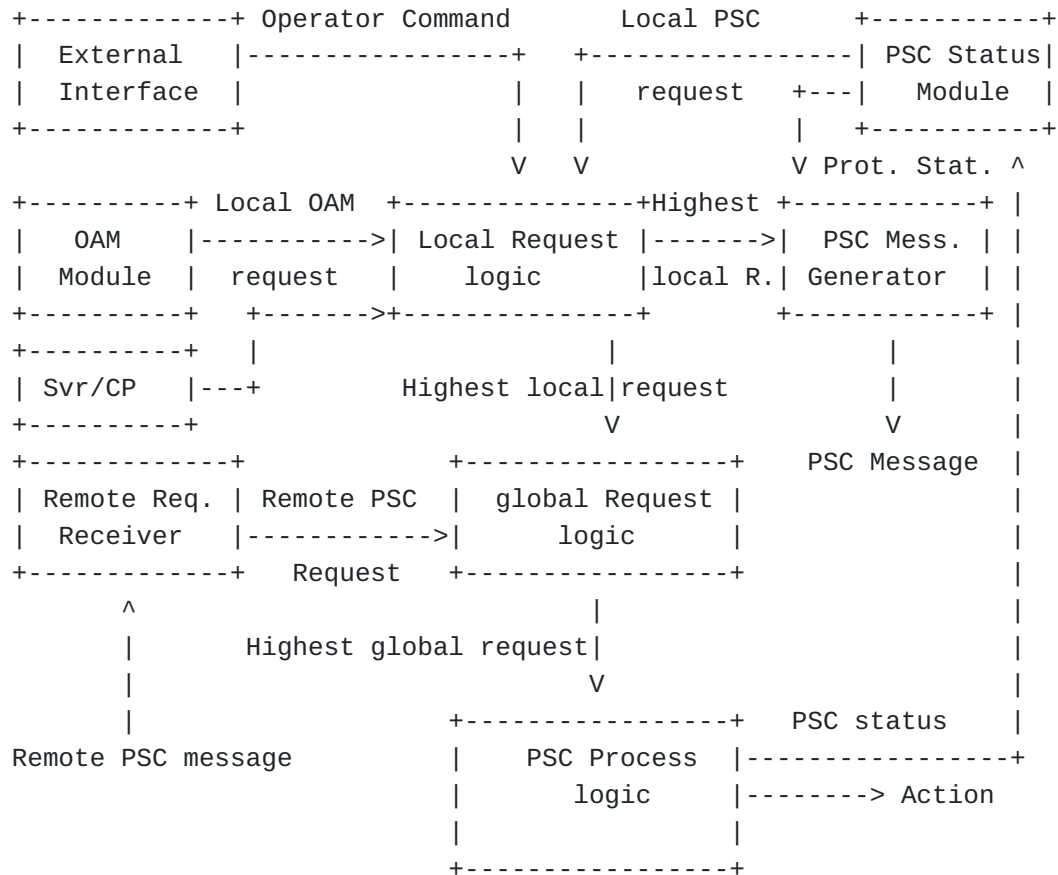 +-------------+ Operator Command       Local PSC      +-----------+
|  External   |-----------------+   +-----------------| PSC Status|
|  Interface  |                 |   |   request   +---|   Module  |
+-------------+                 |   |             |   +-----------+
                                V   V             V Prot. Stat. ^
+----------+ Local OAM  +---------------+Highest +------------+ |
|   OAM    |----------->| Local Request |------->|  PSC Mess. | |
|  Module  |  request   |    logic      |local R.| Generator  | |
+----------+   +------->+---------------+        +------------+ |
+----------+   |                      |                 |       |
| Svr/CP   |---+         Highest local|request          |       |
+----------+                          V                 V       |
+-------------+             +-----------------+    PSC Message  |
| Remote Req. | Remote PSC  |  global Request |                 |
|  Receiver   |------------>|      logic      |                 |
+-------------+   Request   +-----------------+                 |
       ^                             |                          |
       |       Highest global request|                          |
       |                             V                          |
       |                    +-----------------+   PSC status    |
Remote PSC message          |    PSC Process  |-----------------+
                            |       logic     |--------> Action
                            |                 |
                            +-----------------+